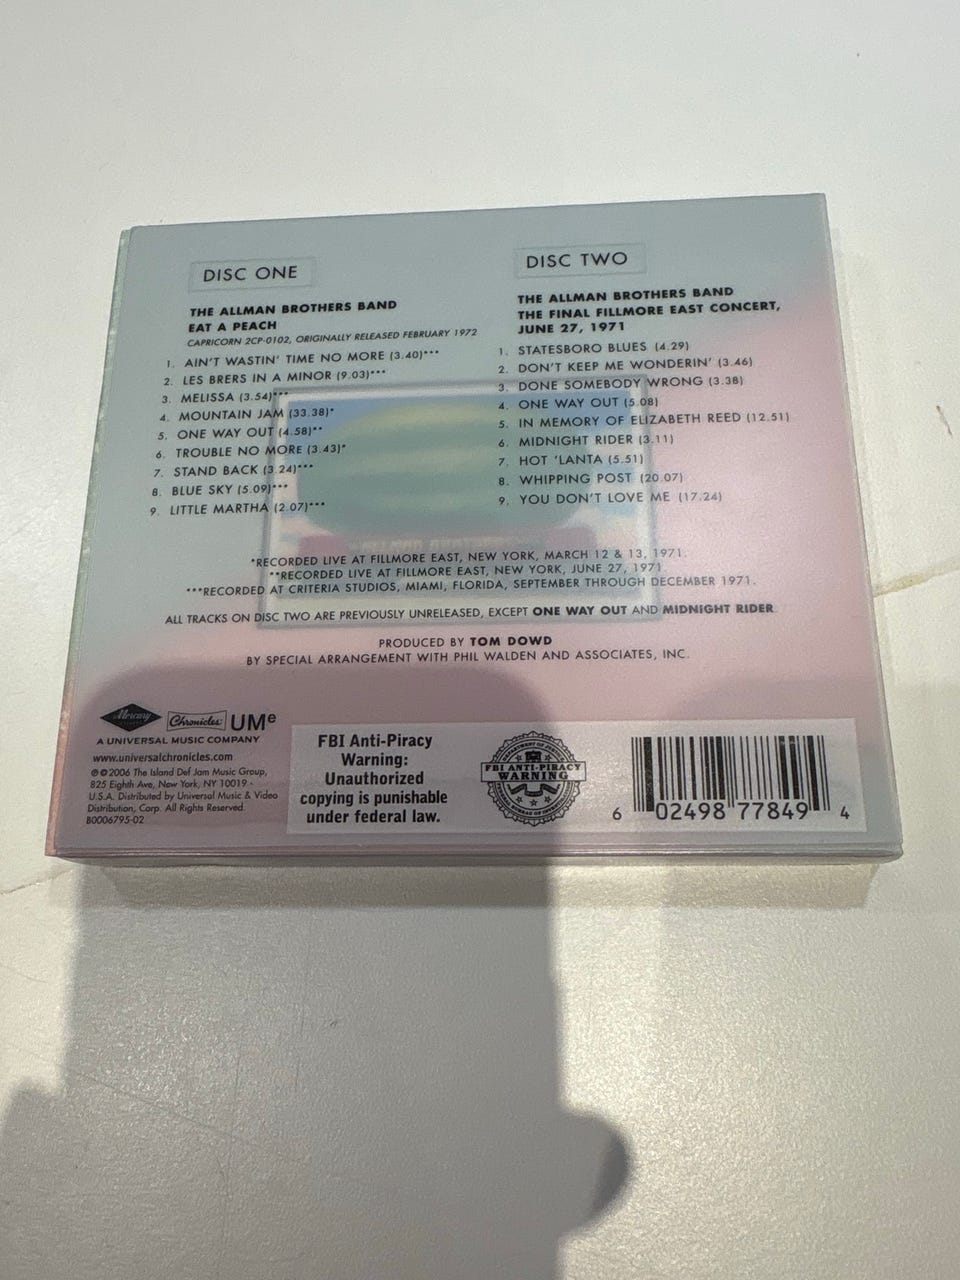 DISC ONE
THE ALLMAN BROTHERS BAND
EAT A PEACH
CAPRICORN 2CP-0102, ORIGINALLY RELEASED FEBRUARY 1972
1. AIN'T WASTIN' TIME NO MORE (3.40)***
2. LES BRERS IN A MINOR (9.03)***
3. MELISSA (3.54)***
4. MOUNTAIN JAM (33.38)*
5. ONE WAY OUT (4.58)**
6. TROUBLE NO MORE (3.43)*
7. STAND BACK (3.24)***
8. BLUE SKY (5.09)***
9. LITTLE MARTHA (2.07)***
DISC TWO
THE ALLMAN BROTHERS BAND
THE FINAL FILLMORE EAST CONCERT,
JUNE 27, 1971
1. STATESBORO BLUES (4.29)
2. DON'T KEEP ME WONDERIN' (3.46)
3. DONE SOMEBODY WRONG (3.38)
4. ONE WAY OUT (5.08)
5. IN MEMORY OF ELIZABETH REED (12.51)
6. MIDNIGHT RIDER (3.11)
7. HOT 'LANTA (5.51)
8. WHIPPING POST (20.07)
9. YOU DON'T LOVE ME (17.24)
*RECORDED LIVE AT FILLMORE EAST, NEW YORK, MARCH 12 & 13, 1971.
**RECORDED LIVE AT FILLMORE EAST, NEW YORK, JUNE 27, 1971
***RECORDED AT CRITERIA STUDIOS, MIAMI, FLORIDA, SEPTEMBER THROUGH DECEMBER 1971.
ALL TRACKS ON DISC TWO ARE PREVIOUSLY UNRELEASED, EXCEPT ONE WAY OUT AND MIDNIGHT RIDER
PRODUCED BY TOM DOWD
BY SPECIAL ARRANGEMENT WITH PHIL WALDEN AND ASSOCIATES, INC.
Mercury
Chronicles
UMe
A UNIVERSAL MUSIC COMPANY
www.universalchronicles.com
℗©2006 The Island Def Jam Music Group,
825 Eighth Ave, New York, NY 10019 -
U.S.A. Distributed by Universal Music & Video
Distribution, Corp. All Rights Reserved.
B0006795-02
FBI Anti-Piracy
Warning:
Unauthorized
copying is punishable
under federal law.
DEPARTMENT OF JUSTICE
FBI ANTI-PIRACY
WARNING
FEDERAL BUREAU OF INVESTIGATION
6 02498 77849 4